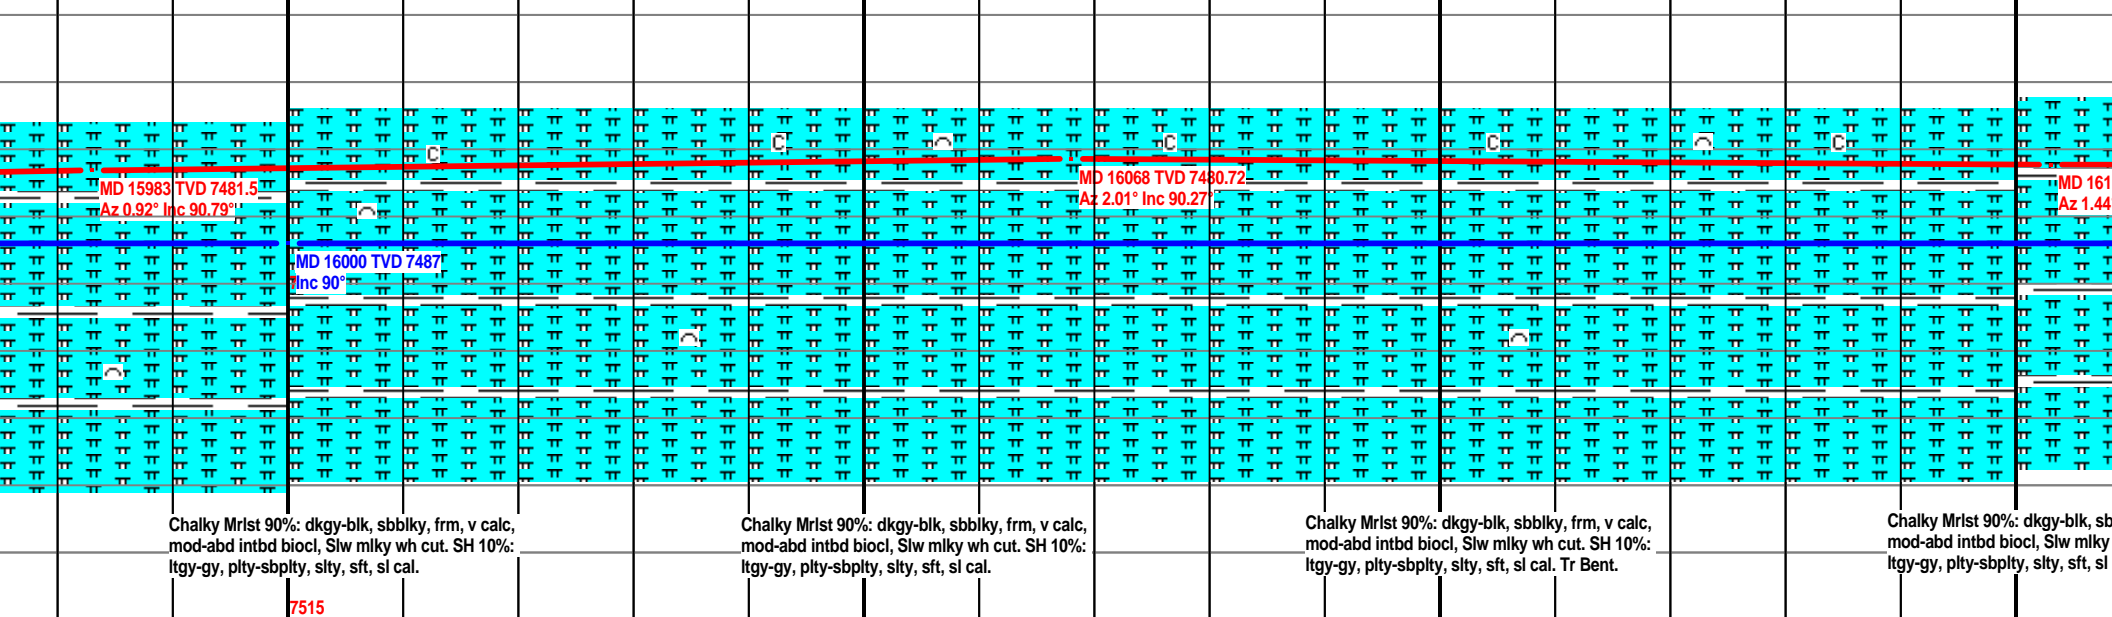 C
C
C
C
C
MD 15983 TVD 7481.5
Az 0.92° Inc 90.79°
MD 16068 TVD 7480.72
Az 2.01° Inc 90.27°
MD 161
Az 1.44
MD 16000 TVD 7487
Inc 90°
Chalky Mrlst 90%: dkgy-blk, sbblky, frm, v calc,
mod-abd intbd biocl, Slw mlky wh cut. SH 10%:
ltgy-gy, plty-sbplty, slty, sft, sl cal.
Chalky Mrlst 90%: dkgy-blk, sbblky, frm, v calc,
mod-abd intbd biocl, Slw mlky wh cut. SH 10%:
ltgy-gy, plty-sbplty, slty, sft, sl cal.
Chalky Mrlst 90%: dkgy-blk, sbblky, frm, v calc,
mod-abd intbd biocl, Slw mlky wh cut. SH 10%:
ltgy-gy, plty-sbplty, slty, sft, sl cal. Tr Bent.
Chalky Mrlst 90%: dkgy-blk, sb
mod-abd intbd biocl, Slw mlky
ltgy-gy, plty-sbplty, slty, sft, sl
7515